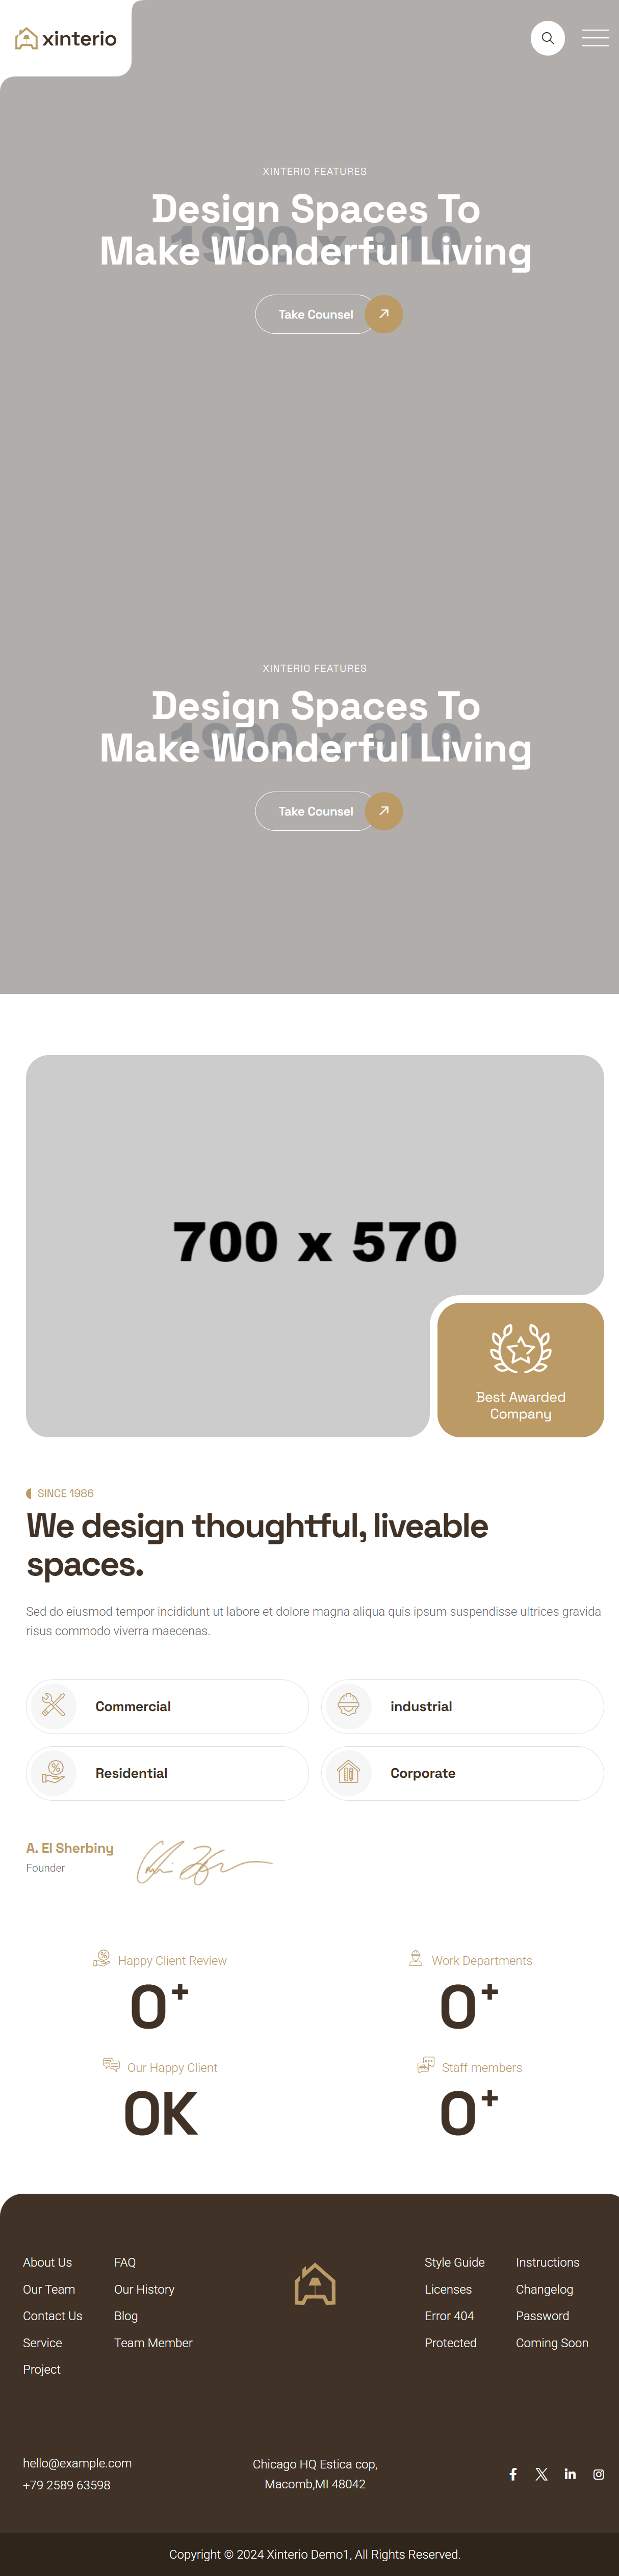 xinterio
XINTERIO FEATURES
Design Spaces To
Make Wonderful Living
1900 x 910
Take Counsel
XINTERIO FEATURES
Design Spaces To
Make Wonderful Living
1900 x 910
Take Counsel
700 x 570
Best Awarded
Company
SINCE 1986
We design thoughtful, liveable
spaces.
Sed do eiusmod tempor incididunt ut labore et dolore magna aliqua quis ipsum suspendisse ultrices gravida
risus commodo viverra maecenas.
Commercial
industrial
Residential
Corporate
A. El Sherbiny
Founder
Happy Client Review
0+
Work Departments
0+
Our Happy Client
0K
Staff members
0+
About Us
Our Team
Contact Us
Service
Project
FAQ
Our History
Blog
Team Member
Style Guide
Licenses
Error 404
Protected
Instructions
Changelog
Password
Coming Soon
hello@example.com
+79 2589 63598
Chicago HQ Estica cop,
Macomb,MI 48042
Copyright © 2024 Xinterio Demo1, All Rights Reserved.